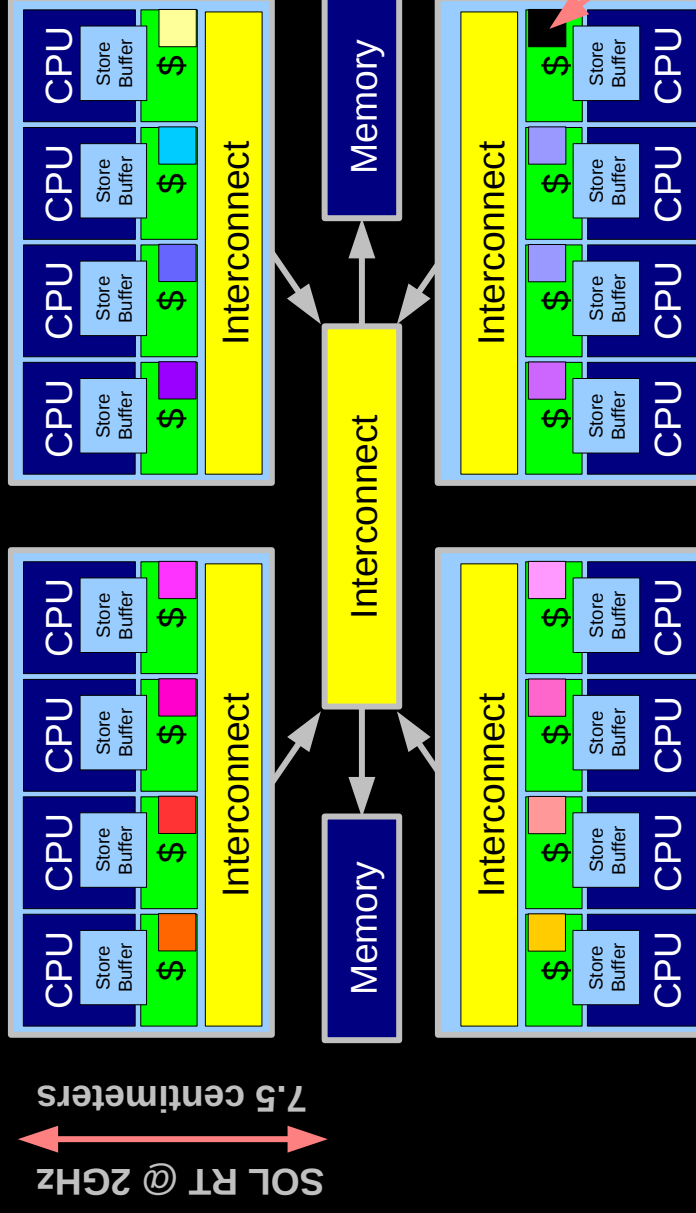 SOL RT @ 2GHz
7.5 centimeters
CPU
CPU
CPU
CPU
CPU
CPU
CPU
CPU
Store
Buffer
Store
Buffer
Store
Buffer
Store
Buffer
Store
Buffer
Store
Buffer
Store
Buffer
Store
Buffer
$
$
$
$
$
$
$
$
Interconnect
Interconnect
Memory
Interconnect
Memory
Interconnect
Interconnect
$
$
$
$
$
$
$
$
Store
Buffer
Store
Buffer
Store
Buffer
Store
Buffer
Store
Buffer
Store
Buffer
Store
Buffer
Store
Buffer
CPU
CPU
CPU
CPU
CPU
CPU
CPU
CPU